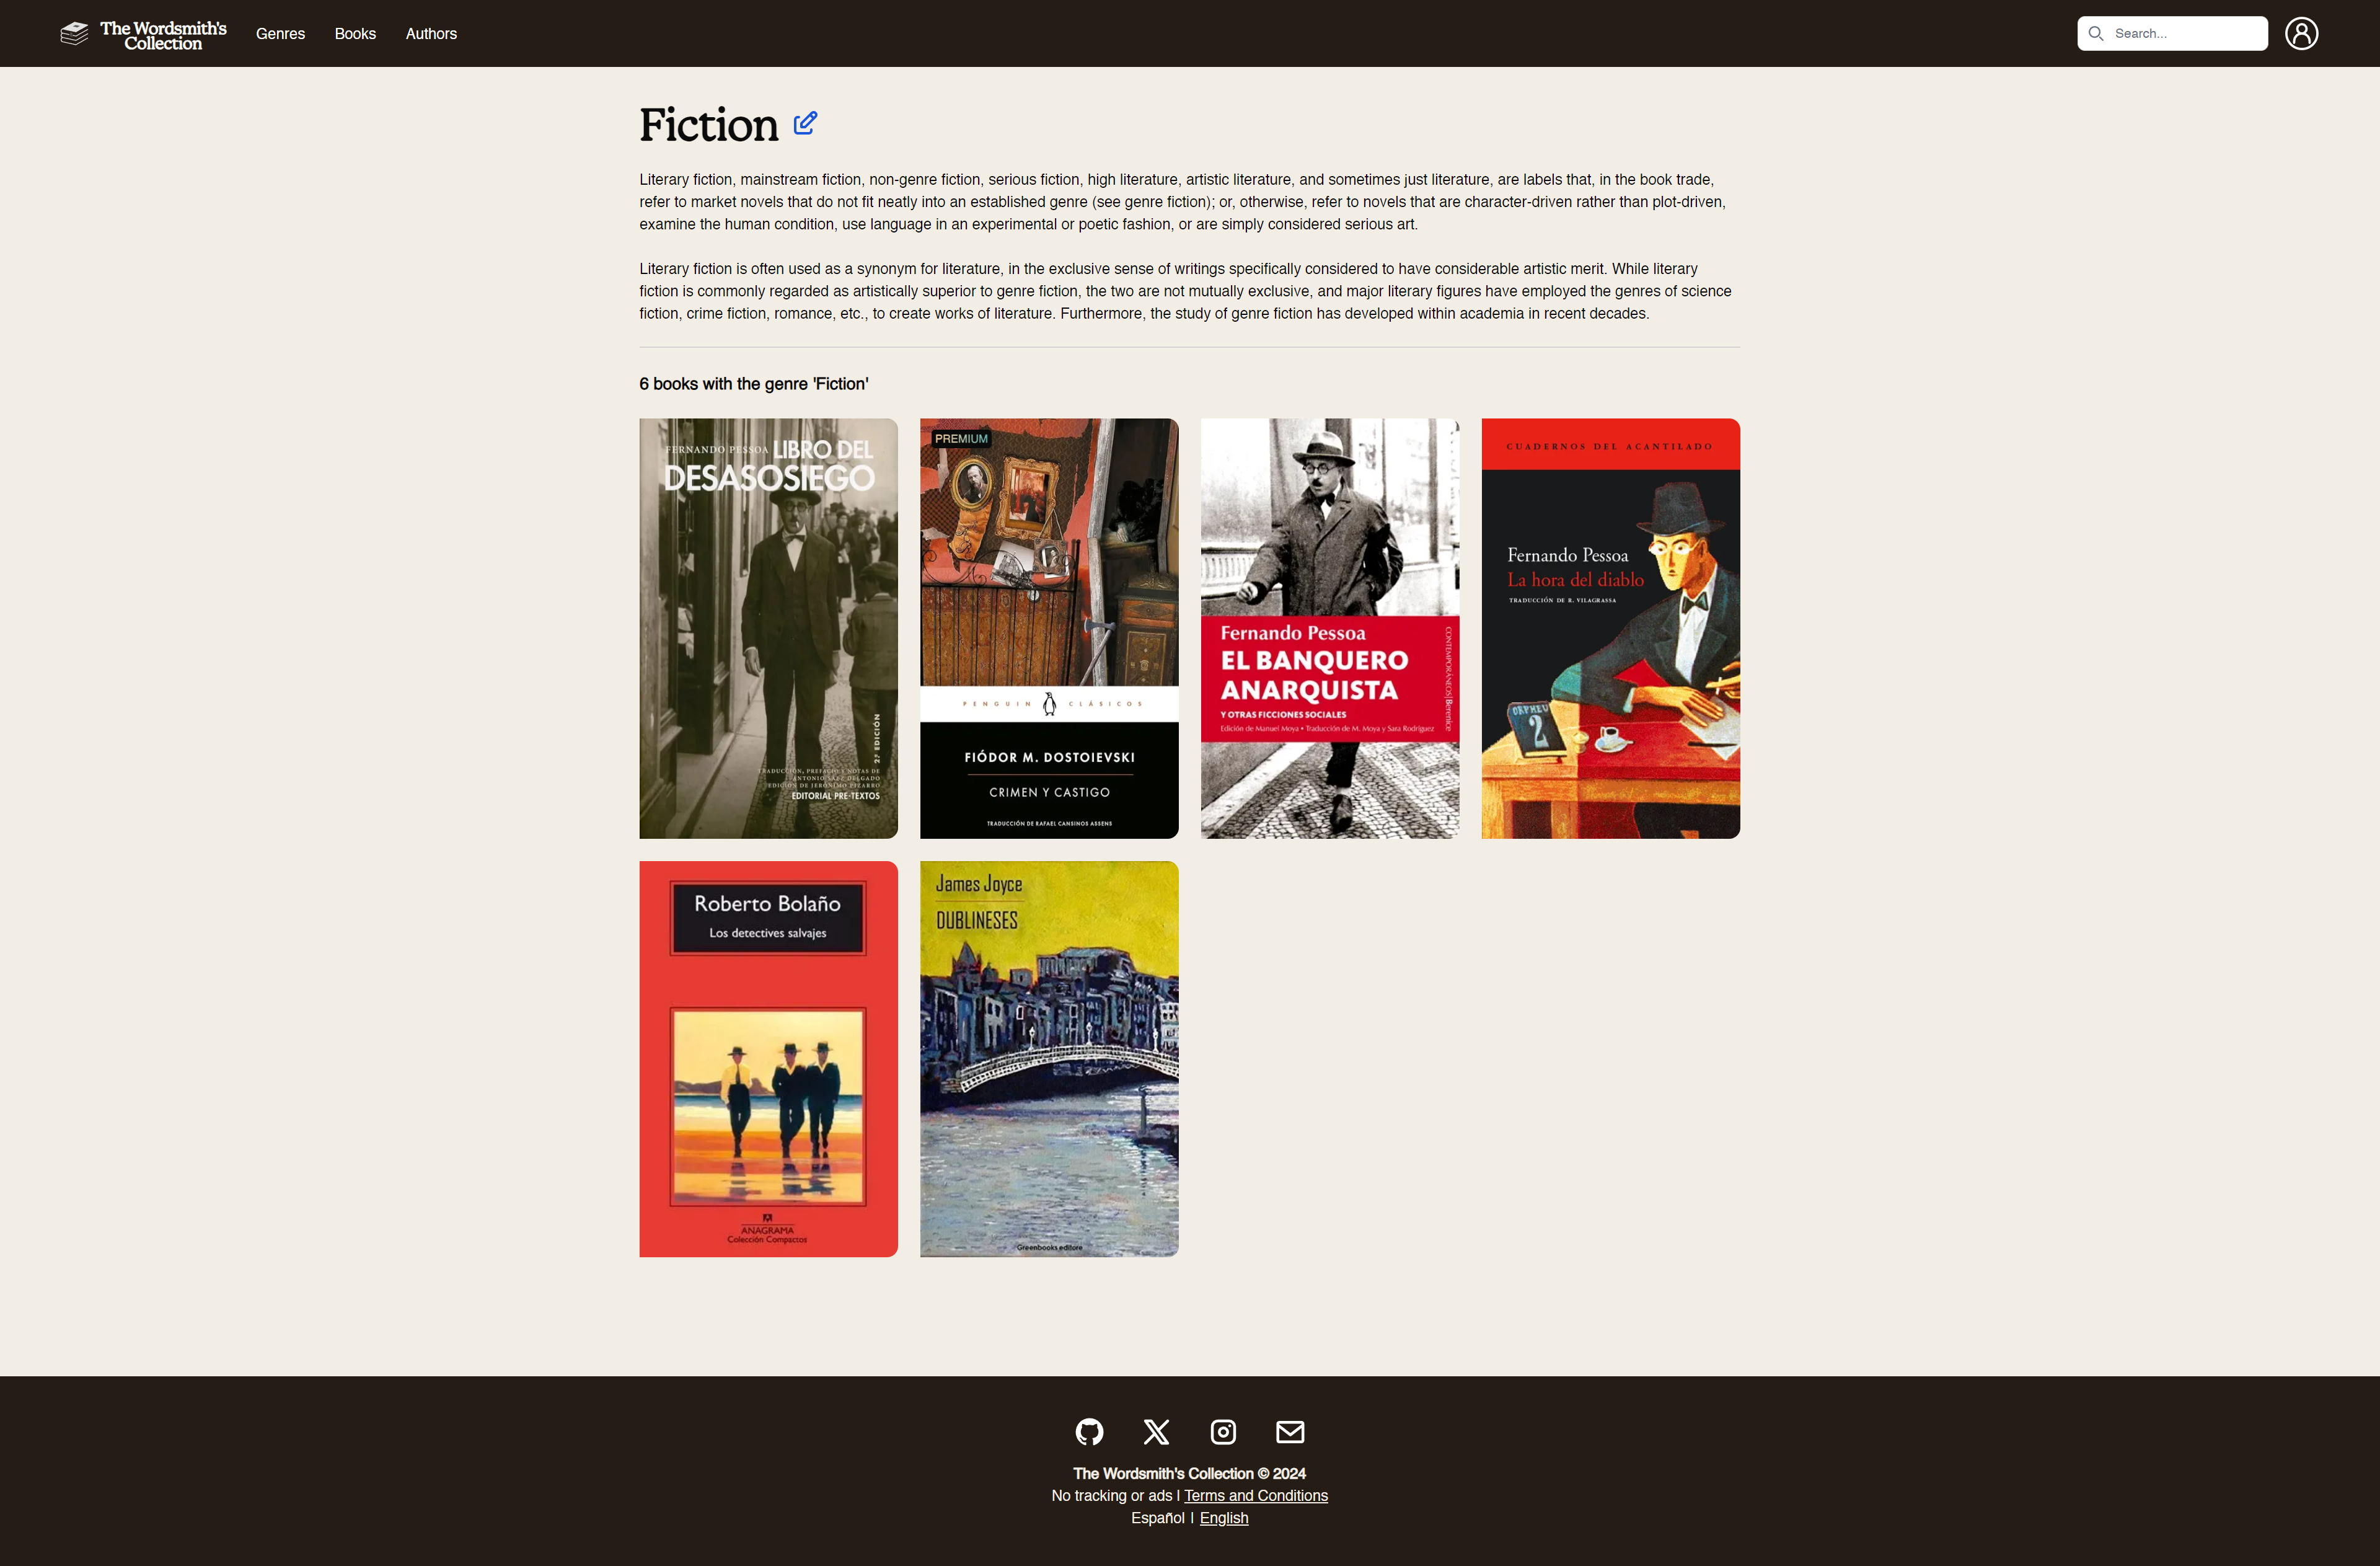 The Wordsmith's
Collection
Genres
Books
Authors
Search...
Fiction
Literary fiction, mainstream fiction, non-genre fiction, serious fiction, high literature, artistic literature, and sometimes just literature, are labels that, in the book trade,
refer to market novels that do not fit neatly into an established genre (see genre fiction); or, otherwise, refer to novels that are character-driven rather than plot-driven,
examine the human condition, use language in an experimental or poetic fashion, or are simply considered serious art.
Literary fiction is often used as a synonym for literature, in the exclusive sense of writings specifically considered to have considerable artistic merit. While literary
fiction is commonly regarded as artistically superior to genre fiction, the two are not mutually exclusive, and major literary figures have employed the genres of science
fiction, crime fiction, romance, etc., to create works of literature. Furthermore, the study of genre fiction has developed within academia in recent decades.
6 books with the genre 'Fiction'
FERNANDO PESSOA LIBRO DEL
DESASOSIEGO
2.ª EDICIÓN
TRADUCCIÓN, PREFACIO Y NOTAS DE
ANTONIO SÁEZ DELGADO
EDICIÓN DE JERÓNIMO PIZARRO
EDITORIAL PRE-TEXTOS
PREMIUM
PENGUIN CLÁSICOS
FIÓDOR M. DOSTOIEVSKI
CRIMEN Y CASTIGO
TRADUCCIÓN DE RAFAEL CANSINOS ASSENS
Fernando Pessoa
EL BANQUERO
ANARQUISTA
Y OTRAS FICCIONES SOCIALES
Edición de Manuel Moya • Traducción de M. Moya y Sara Rodríguez
CONTEMPORÁNEOS|Berenice
CUADERNOS DEL ACANTILADO
Fernando Pessoa
La hora del diablo
TRADUCCIÓN DE R. VILAGRASSA
ORPHEU
2
Roberto Bolaño
Los detectives salvajes
ANAGRAMA
Colección Compactos
James Joyce
DUBLINESES
Greenbooks editore
The Wordsmith's Collection © 2024
No tracking or ads | Terms and Conditions
Español | English